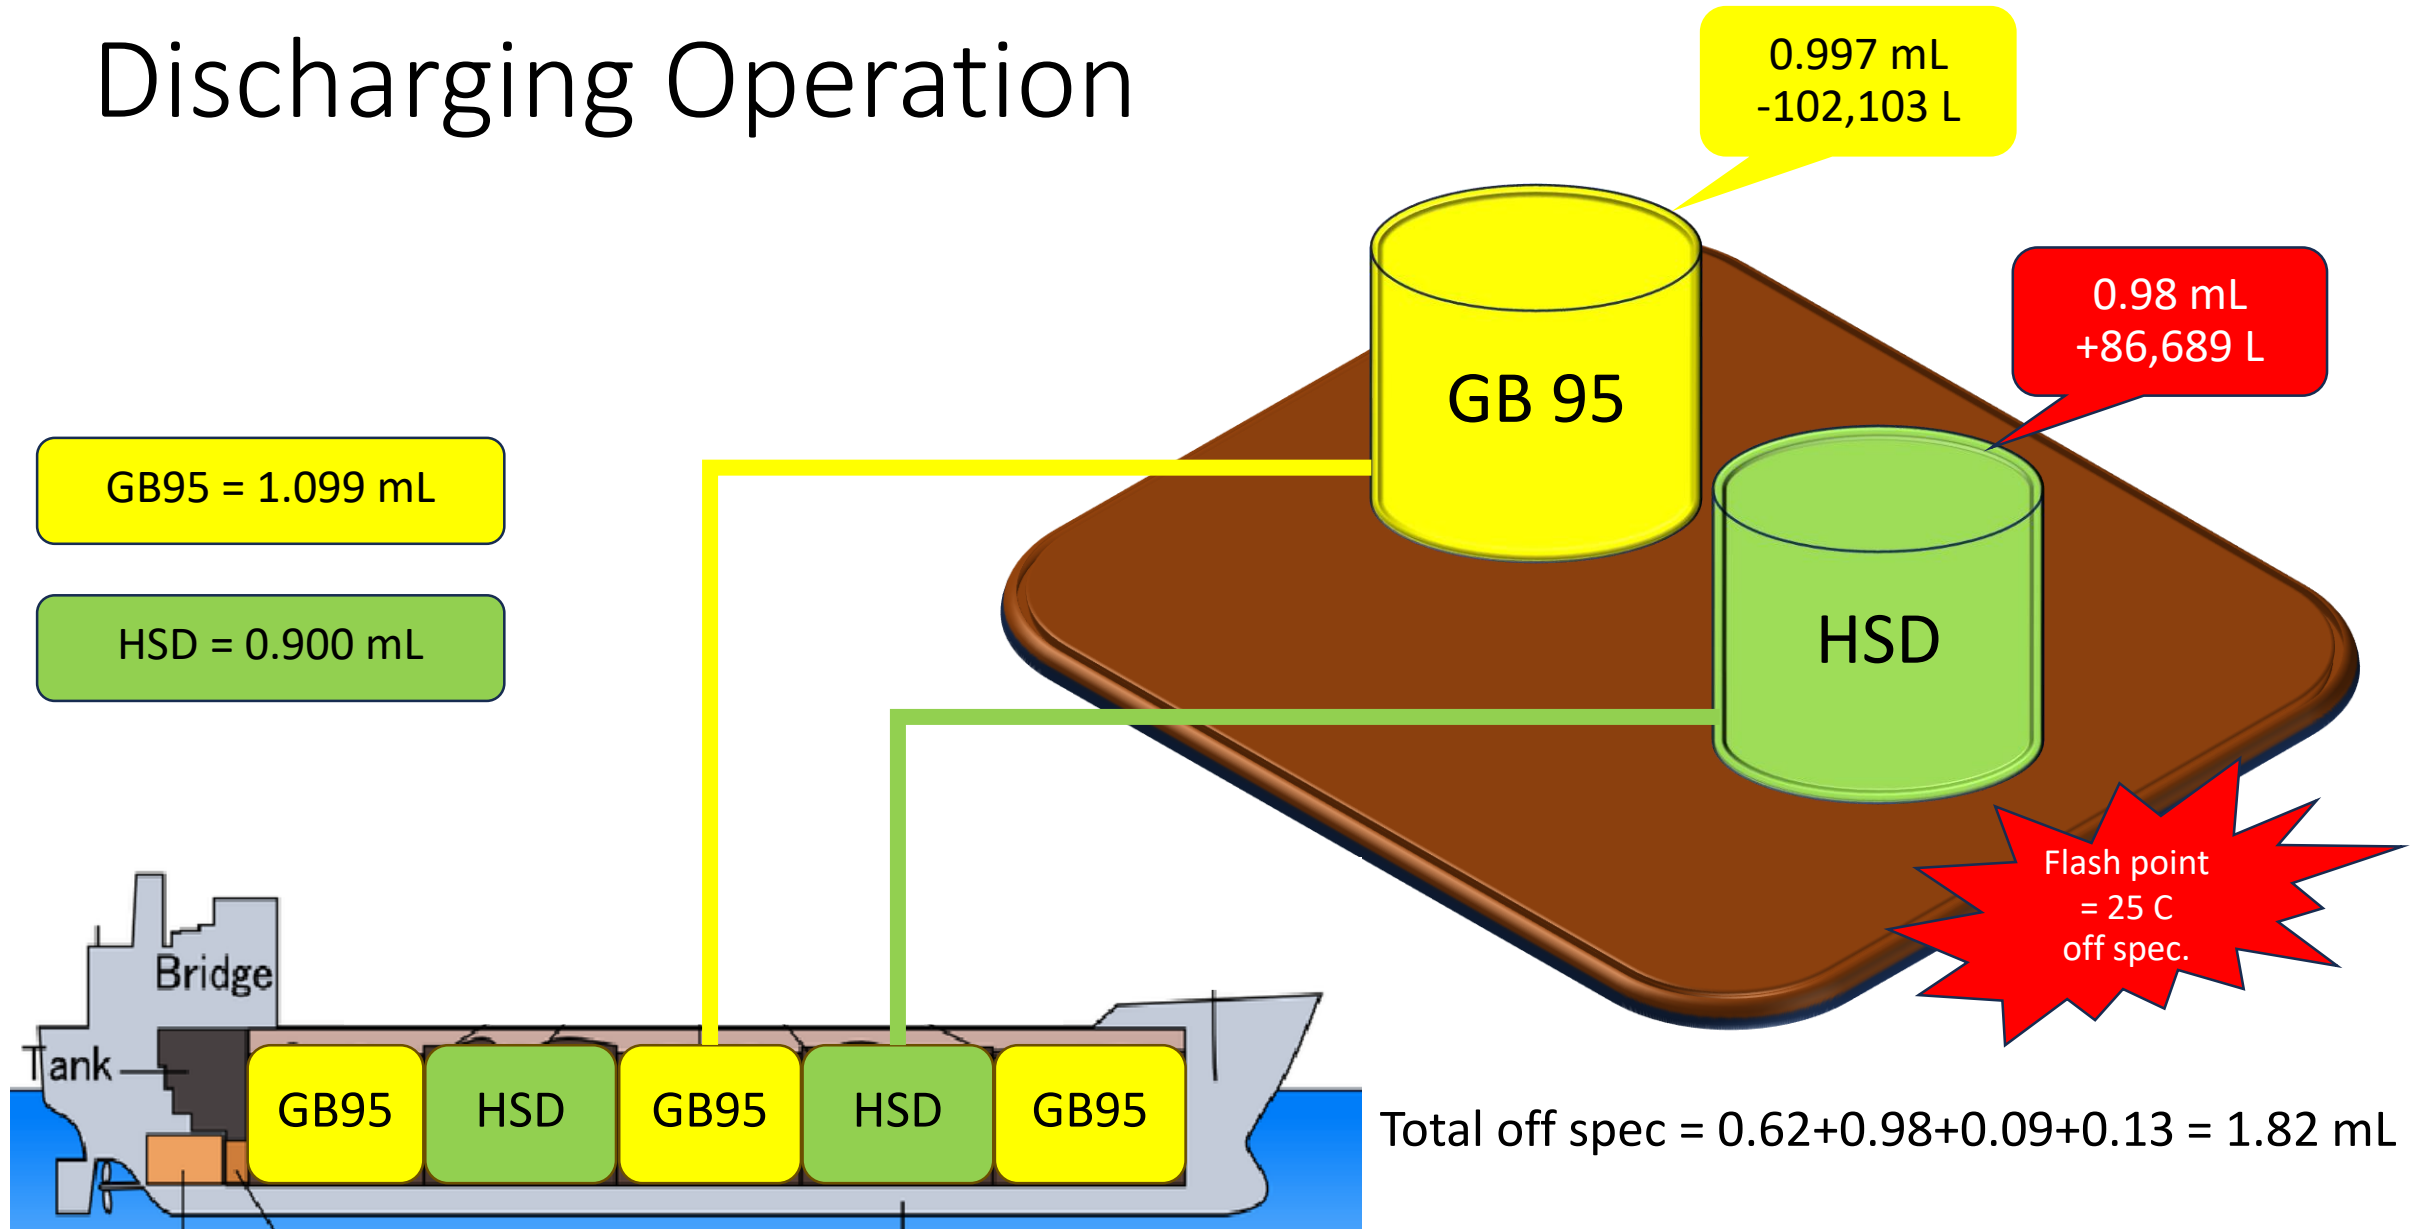 Discharging Operation
0.997 mL
-102,103 L
0.98 mL
+86,689 L
GB 95
GB95 = 1.099 mL
HSD = 0.900 mL
HSD
Flash point
= 25 C
off spec.
Bridge
Tank
GB95
HSD
GB95
HSD
GB95
Total off spec = 0.62+0.98+0.09+0.13 = 1.82 mL